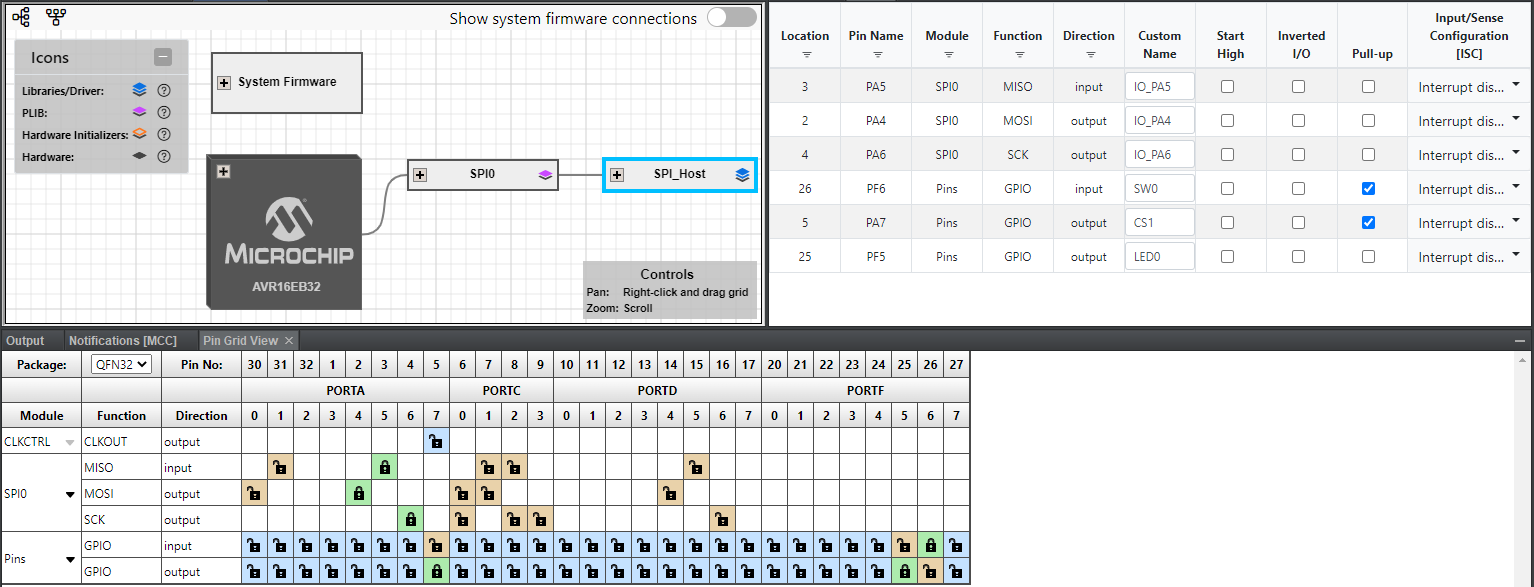 Show system firmware connections
Icons
Libraries/Driver:
PLIB:
Hardware Initializers:
Hardware:
System Firmware
SPI0
SPI_Host
MICROCHIP
AVR16EB32
Controls
Pan: Right-click and drag grid
Zoom: Scroll
Location Pin Name Module Function Direction Custom Name Start High Inverted I/O Pull-up Input/Sense Configuration [ISC]
3 PA5 SPI0 MISO input IO_PA5 Interrupt dis...
2 PA4 SPI0 MOSI output IO_PA4 Interrupt dis...
4 PA6 SPI0 SCK output IO_PA6 Interrupt dis...
26 PF6 Pins GPIO input SW0 Interrupt dis...
5 PA7 Pins GPIO output CS1 Interrupt dis...
25 PF5 Pins GPIO output LED0 Interrupt dis...
Output Notifications [MCC] Pin Grid View ×
Package: QFN32 Pin No: 30 31 32 1 2 3 4 5 6 7 8 9 10 11 12 13 14 15 16 17 20 21 22 23 24 25 26 27
PORTA PORTC PORTD PORTF
Module Function Direction 0 1 2 3 4 5 6 7 0 1 2 3 0 1 2 3 4 5 6 7 0 1 2 3 4 5 6 7
CLKCTRL CLKOUT output
MISO input
SPI0 MOSI output
SCK output
Pins GPIO input
GPIO output